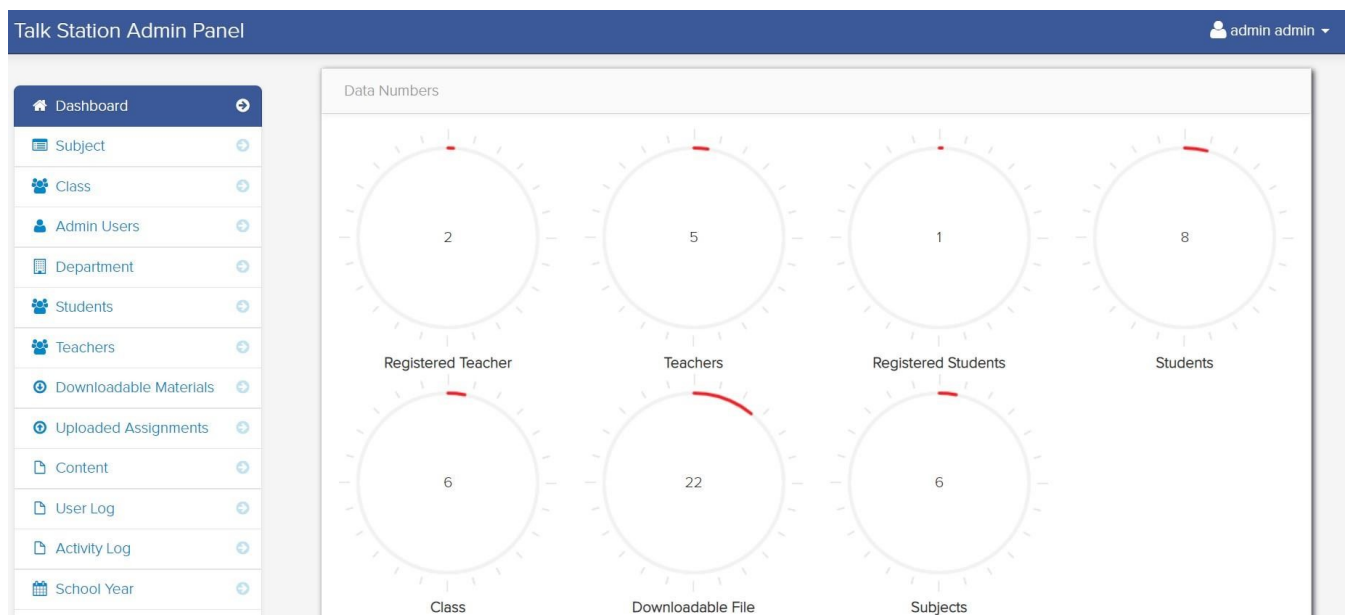 Talk Station Admin Panel
admin admin
Dashboard
Subject
Class
Admin Users
Department
Students
Teachers
Downloadable Materials
Uploaded Assignments
Content
User Log
Activity Log
School Year
Data Numbers
2
5
1
8
Registered Teacher
Teachers
Registered Students
Students
6
22
6
Class
Downloadable File
Subjects